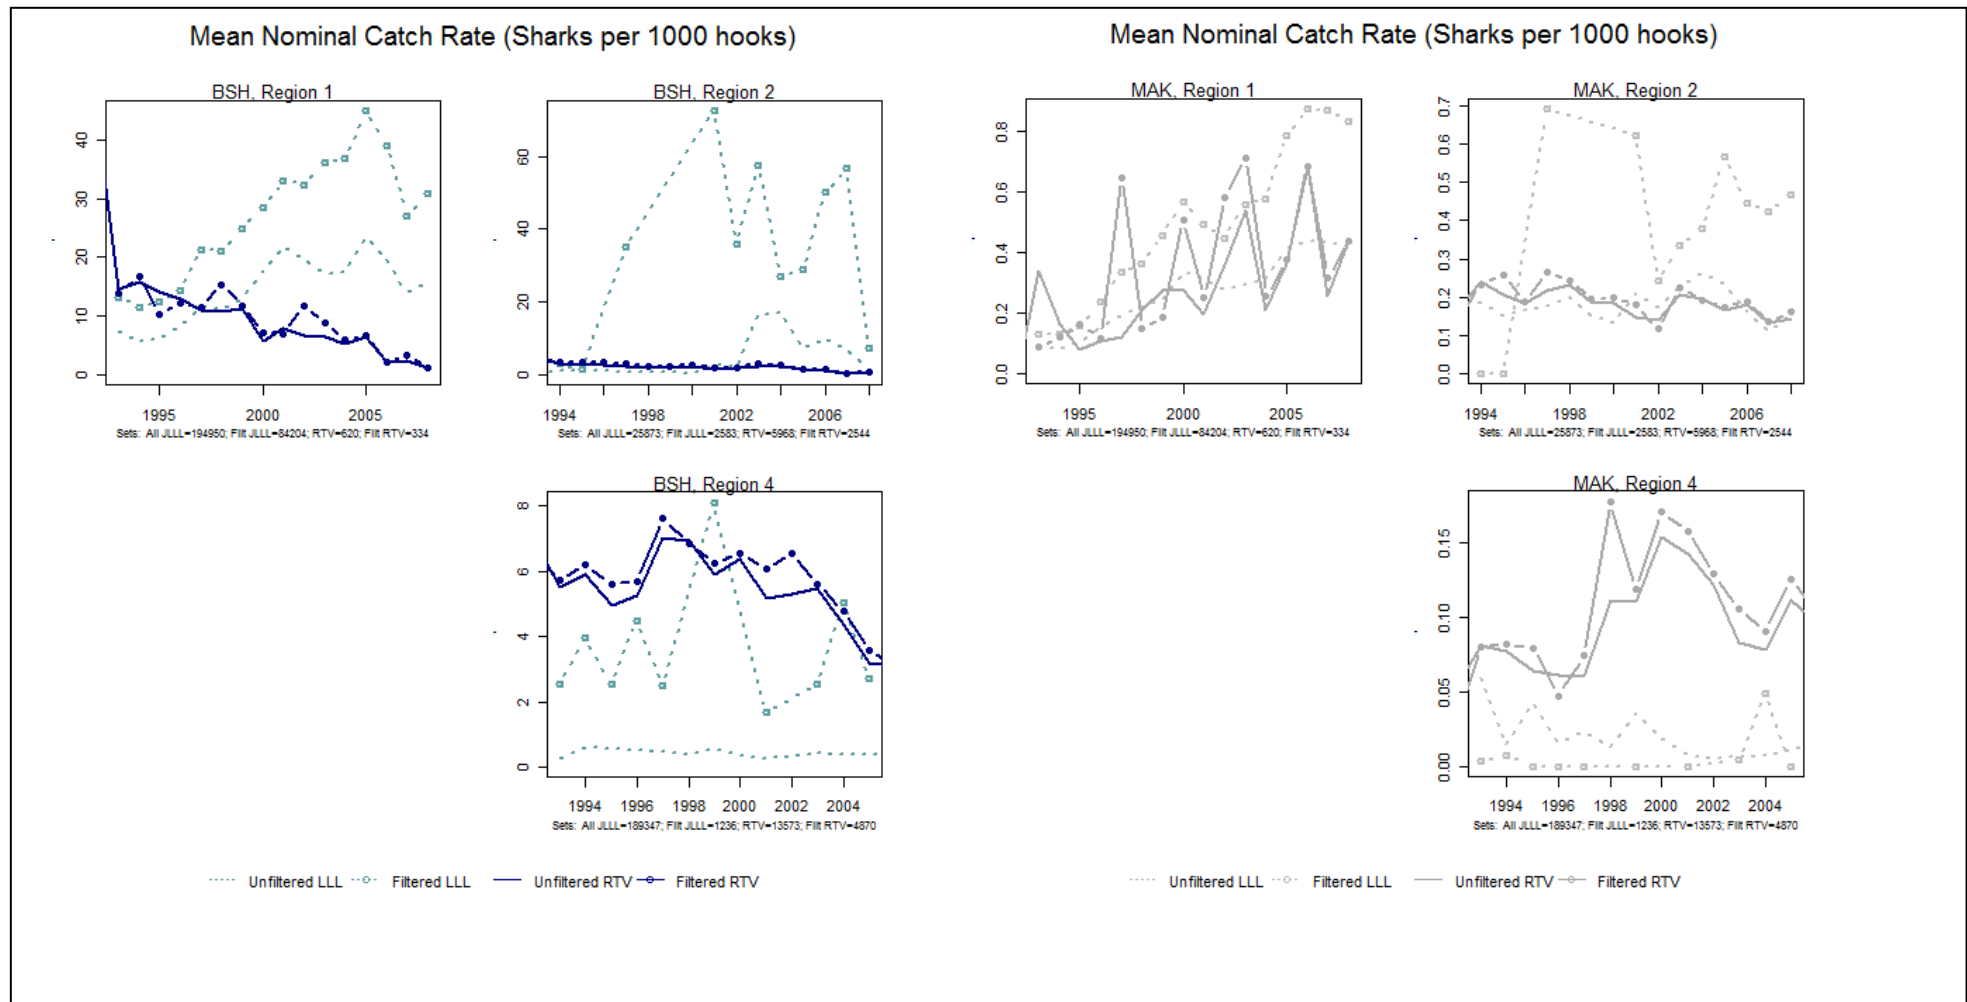 Mean Nominal Catch Rate (Sharks per 1000 hooks)
BSH, Region 1
0 10 20 30 40
1995 2000 2005
Sets: All JLLL=194950; Filt JLLL=84204; RTV=620; Filt RTV=334
BSH, Region 2
0 20 40 60
1994 1998 2002 2006
Sets: All JLLL=25873; Filt JLLL=2583; RTV=5968; Filt RTV=2544
BSH, Region 4
0 2 4 6 8
1994 1996 1998 2000 2002 2004
Sets: All JLLL=189347; Filt JLLL=1236; RTV=13573; Filt RTV=4870
Unfiltered LLL Filtered LLL Unfiltered RTV Filtered RTV
Mean Nominal Catch Rate (Sharks per 1000 hooks)
MAK, Region 1
0.0 0.2 0.4 0.6 0.8
1995 2000 2005
Sets: All JLLL=194950; Filt JLLL=84204; RTV=620; Filt RTV=334
MAK, Region 2
0.0 0.1 0.2 0.3 0.4 0.5 0.6 0.7
1994 1998 2002 2006
Sets: All JLLL=25873; Filt JLLL=2583; RTV=5968; Filt RTV=2544
MAK, Region 4
0.00 0.05 0.10 0.15
1994 1996 1998 2000 2002 2004
Sets: All JLLL=189347; Filt JLLL=1236; RTV=13573; Filt RTV=4870
Unfiltered LLL Filtered LLL Unfiltered RTV Filtered RTV